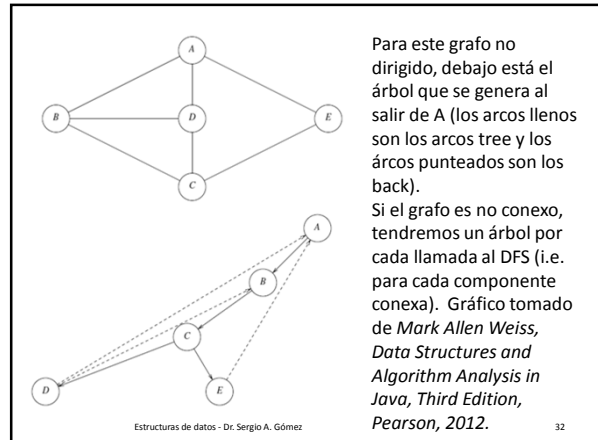 A
B
D
E
C
A
B
C
D
E
Para este grafo no
dirigido, debajo está el
árbol que se genera al
salir de A (los arcos llenos
son los arcos tree y los
árcos punteados son los
back).
Si el grafo es no conexo,
tendremos un árbol por
cada llamada al DFS (i.e.
para cada componente
conexa). Gráfico tomado
de Mark Allen Weiss,
Data Structures and
Algorithm Analysis in
Java, Third Edition,
Pearson, 2012.
Estructuras de datos - Dr. Sergio A. Gómez
32